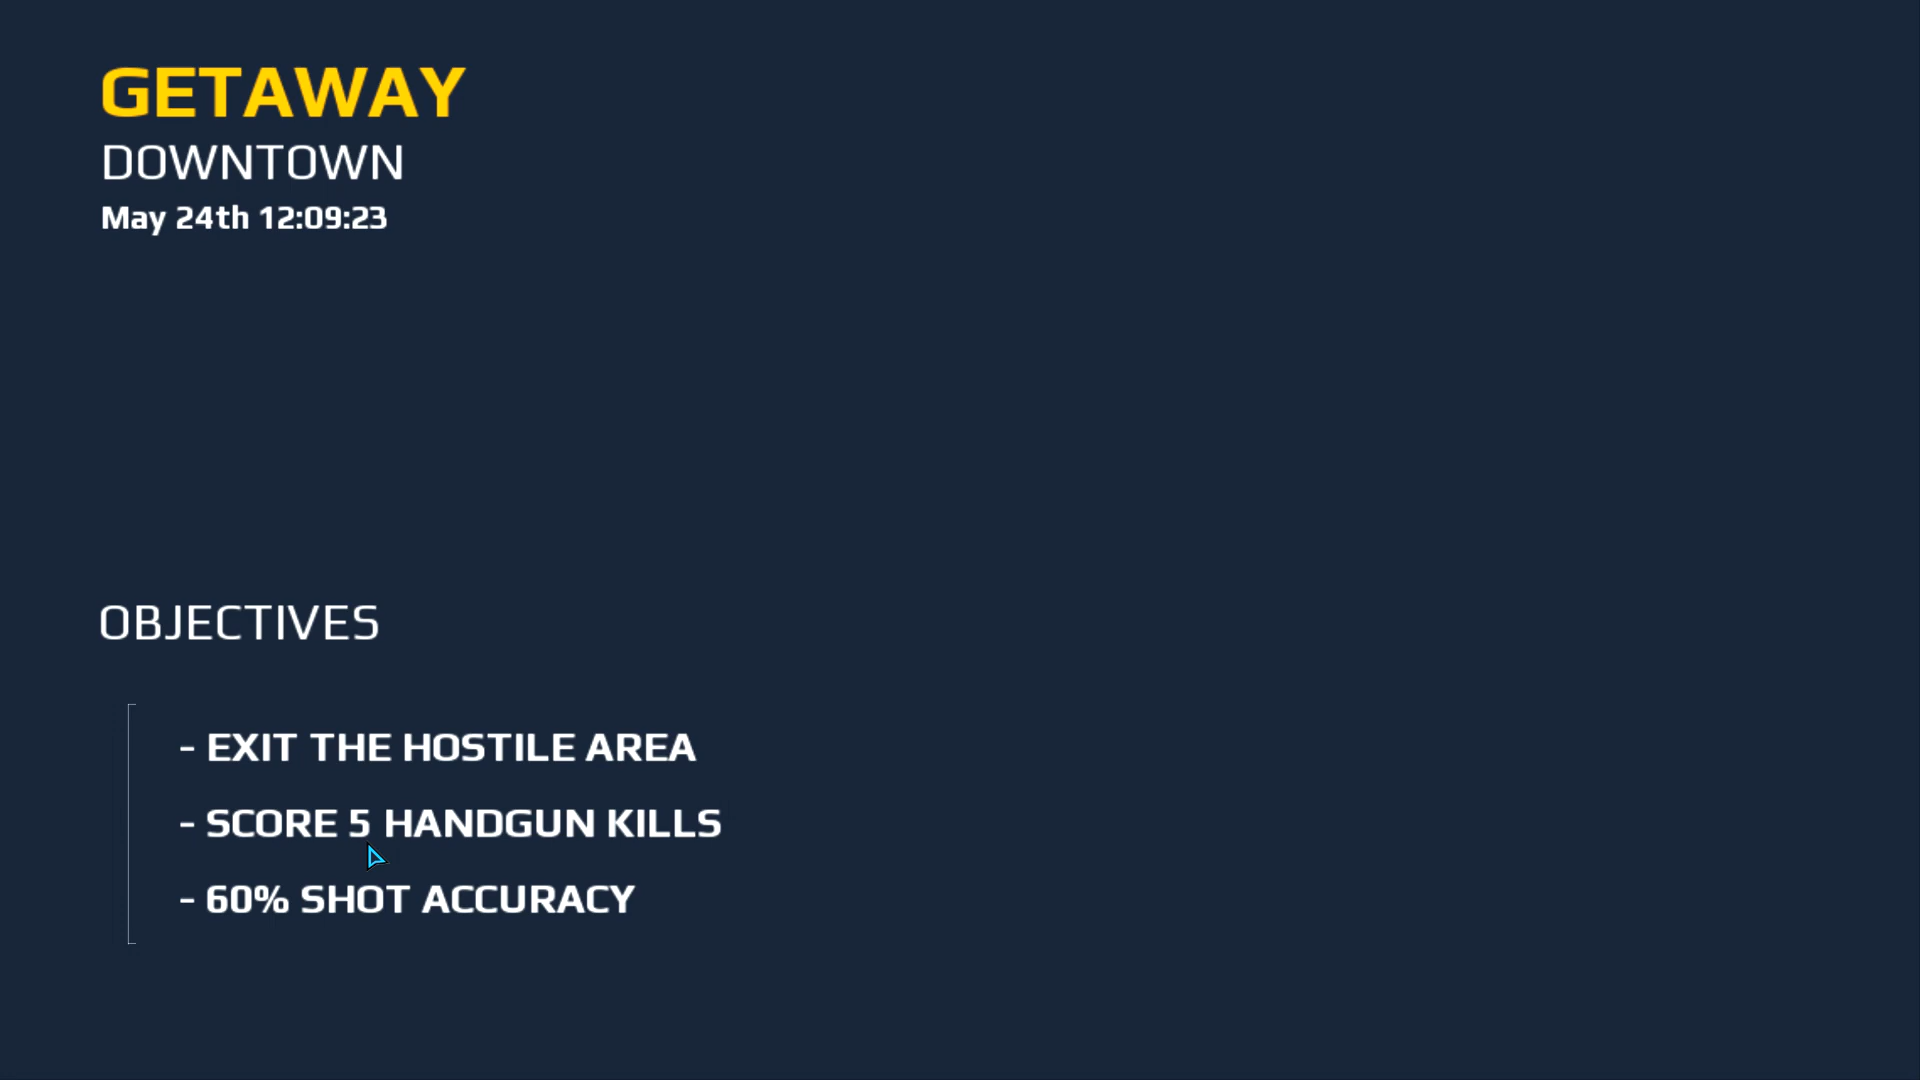 GETAWAY
DOWNTOWN
May 24th 12:09:23
OBJECTIVES
- EXIT THE HOSTILE AREA
- SCORE 5 HANDGUN KILLS
- 60% SHOT ACCURACY